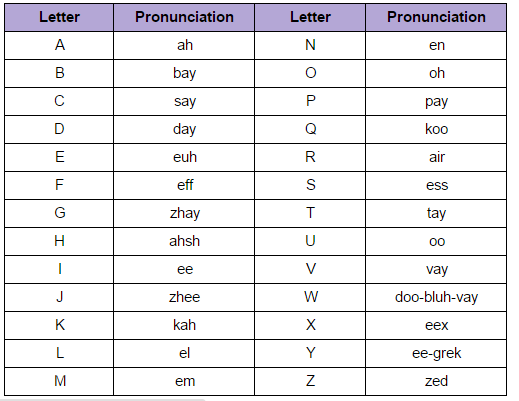 Letter Pronunciation Letter Pronunciation
A ah N en
B bay O oh
C say P pay
D day Q koo
E euh R air
F eff S ess
G zhay T tay
H ahsh U oo
I ee V vay
J zhee W doo-bluh-vay
K kah X eex
L el Y ee-grek
M em Z zed